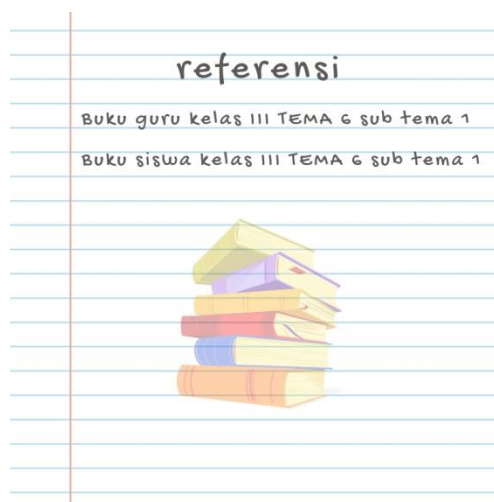 referensi
Buku guru kelas III TEMA 6 sub tema 1
Buku siswa kelas III TEMA 6 sub tema 1